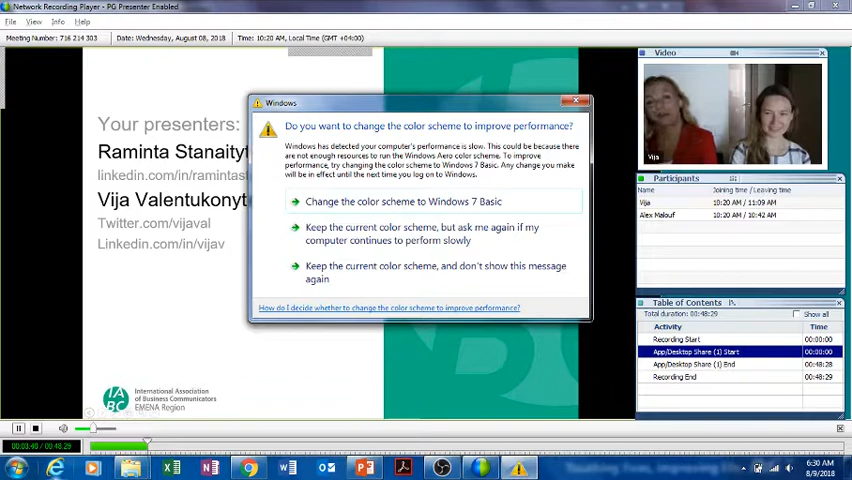 Network Recording Player - PG Presenter Enabled
File View Info Help
Meeting Number: 716 214 303 Date: Wednesday, August 08, 2018 Time: 10:20 AM, Local Time (GMT +04:00)
Your presenters:
Raminta Stanaityt
linkedin.com/in/ramintast
Vija Valentukonyt
Twitter.com/vijaval
Linkedin.com/in/vijav
IABC
International Association
of Business Communicators
EMENA Region
Windows
Do you want to change the color scheme to improve performance?
Windows has detected your computer's performance is slow. This could be because there
are not enough resources to run the Windows Aero color scheme. To improve
performance, try changing the color scheme to Windows 7 Basic. Any change you make
will be in effect until the next time you log on to Windows.
Change the color scheme to Windows 7 Basic
Keep the current color scheme, but ask me again if my
computer continues to perform slowly
Keep the current color scheme, and don't show this message
again
How do I decide whether to change the color scheme to improve performance?
Video
Vija
Participants
Name Joining time / Leaving time
Vija 10:20 AM / 11:09 AM
Alex Malouf 10:20 AM / 10:42 AM
Table of Contents
Total duration: 00:48:29 Show all
Activity Time
Recording Start 00:00:00
App/Desktop Share (1) Start 00:00:00
App/Desktop Share (1) End 00:48:28
Recording End 00:48:29
00:03:40 / 00:48:29
6:30 AM
8/9/2018